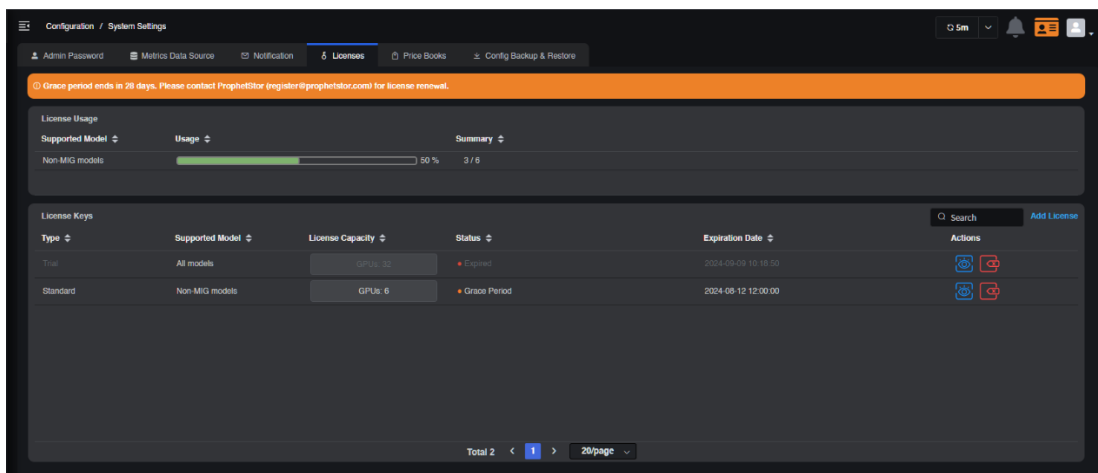 Configuration / System Settings
5m
Admin Password Metrics Data Source Notification Licenses Price Books Config Backup & Restore
Grace period ends in 28 days. Please contact ProphetStor (register@prophetstor.com) for license renewal.
License Usage
Supported Model Usage Summary
Non-MIG models 50 % 3 / 6
License Keys Search Add License
Type Supported Model License Capacity Status Expiration Date Actions
Trial All models GPUs: 32 Expired 2024-09-09 10:18:50
Standard Non-MIG models GPUs: 6 Grace Period 2024-08-12 12:00:00
Total 2 < 1 > 20/page